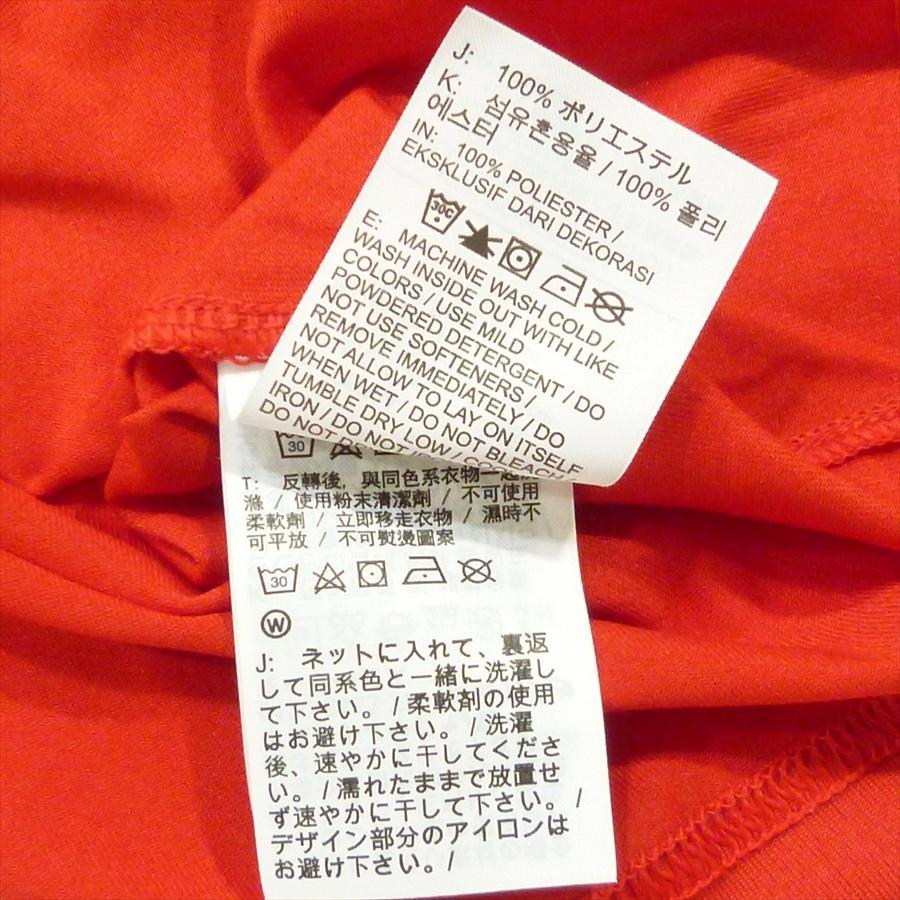 J: 100% ポリエステル
K: 섬유혼용율 / 100% 폴리
에스터
IN: 100% POLIESTER /
EKSKLUSIF DARI DEKORASI
30C
E: MACHINE WASH COLD /
WASH INSIDE OUT WITH LIKE
COLORS / USE MILD
POWDERED DETERGENT / DO
NOT USE SOFTENERS /
REMOVE IMMEDIATELY / DO
NOT ALLOW TO LAY ON ITSELF
WHEN WET / DO NOT BLEACH /
TUMBLE DRY LOW /
IRON / DO NOT
DO NOT
30
T: 反轉後, 與同色系衣物一起
滌 / 使用粉末清潔劑 / 不可使用
柔軟劑 / 立即移走衣物 / 濕時不
可平放 / 不可熨燙圖案
30
W
J: ネットに入れて、裏返
して同系色と一緒に洗濯し
て下さい。/ 柔軟剤の使用
はお避け下さい。/ 洗濯
後、速やかに干してくださ
い。/ 濡れたままで放置せ
ず速やかに干して下さい。/
デザイン部分のアイロンは
お避け下さい。/